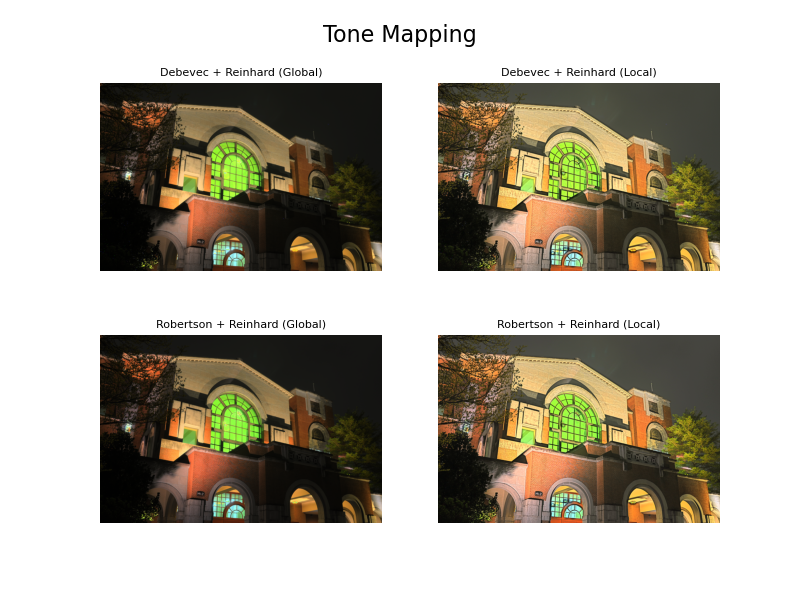 Tone Mapping
Debevec + Reinhard (Global)
Debevec + Reinhard (Local)
Robertson + Reinhard (Global)
Robertson + Reinhard (Local)